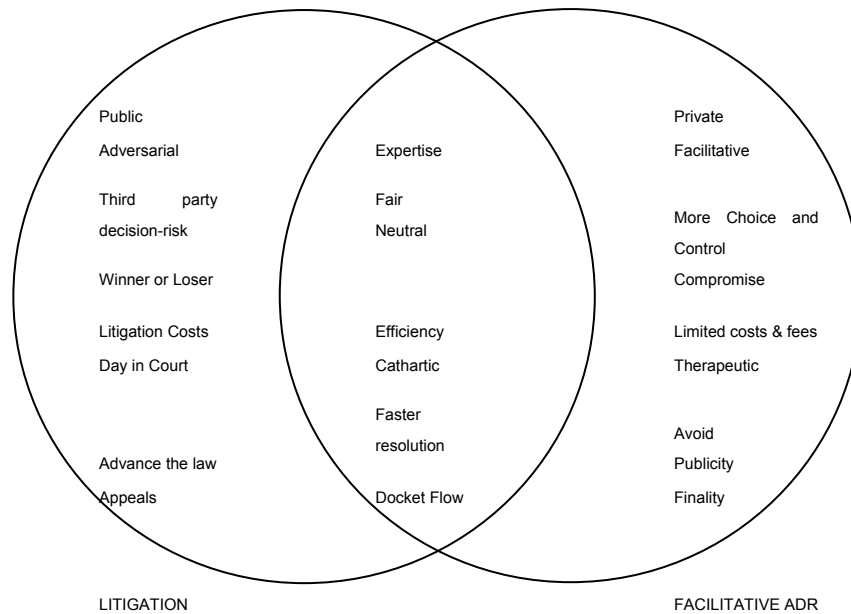 Public
Adversarial
Third party
decision-risk
Winner or Loser
Litigation Costs
Day in Court
Advance the law
Appeals
LITIGATION
Expertise
Fair
Neutral
Efficiency
Cathartic
Faster
resolution
Docket Flow
Private
Facilitative
More Choice and
Control
Compromise
Limited costs & fees
Therapeutic
Avoid
Publicity
Finality
FACILITATIVE ADR